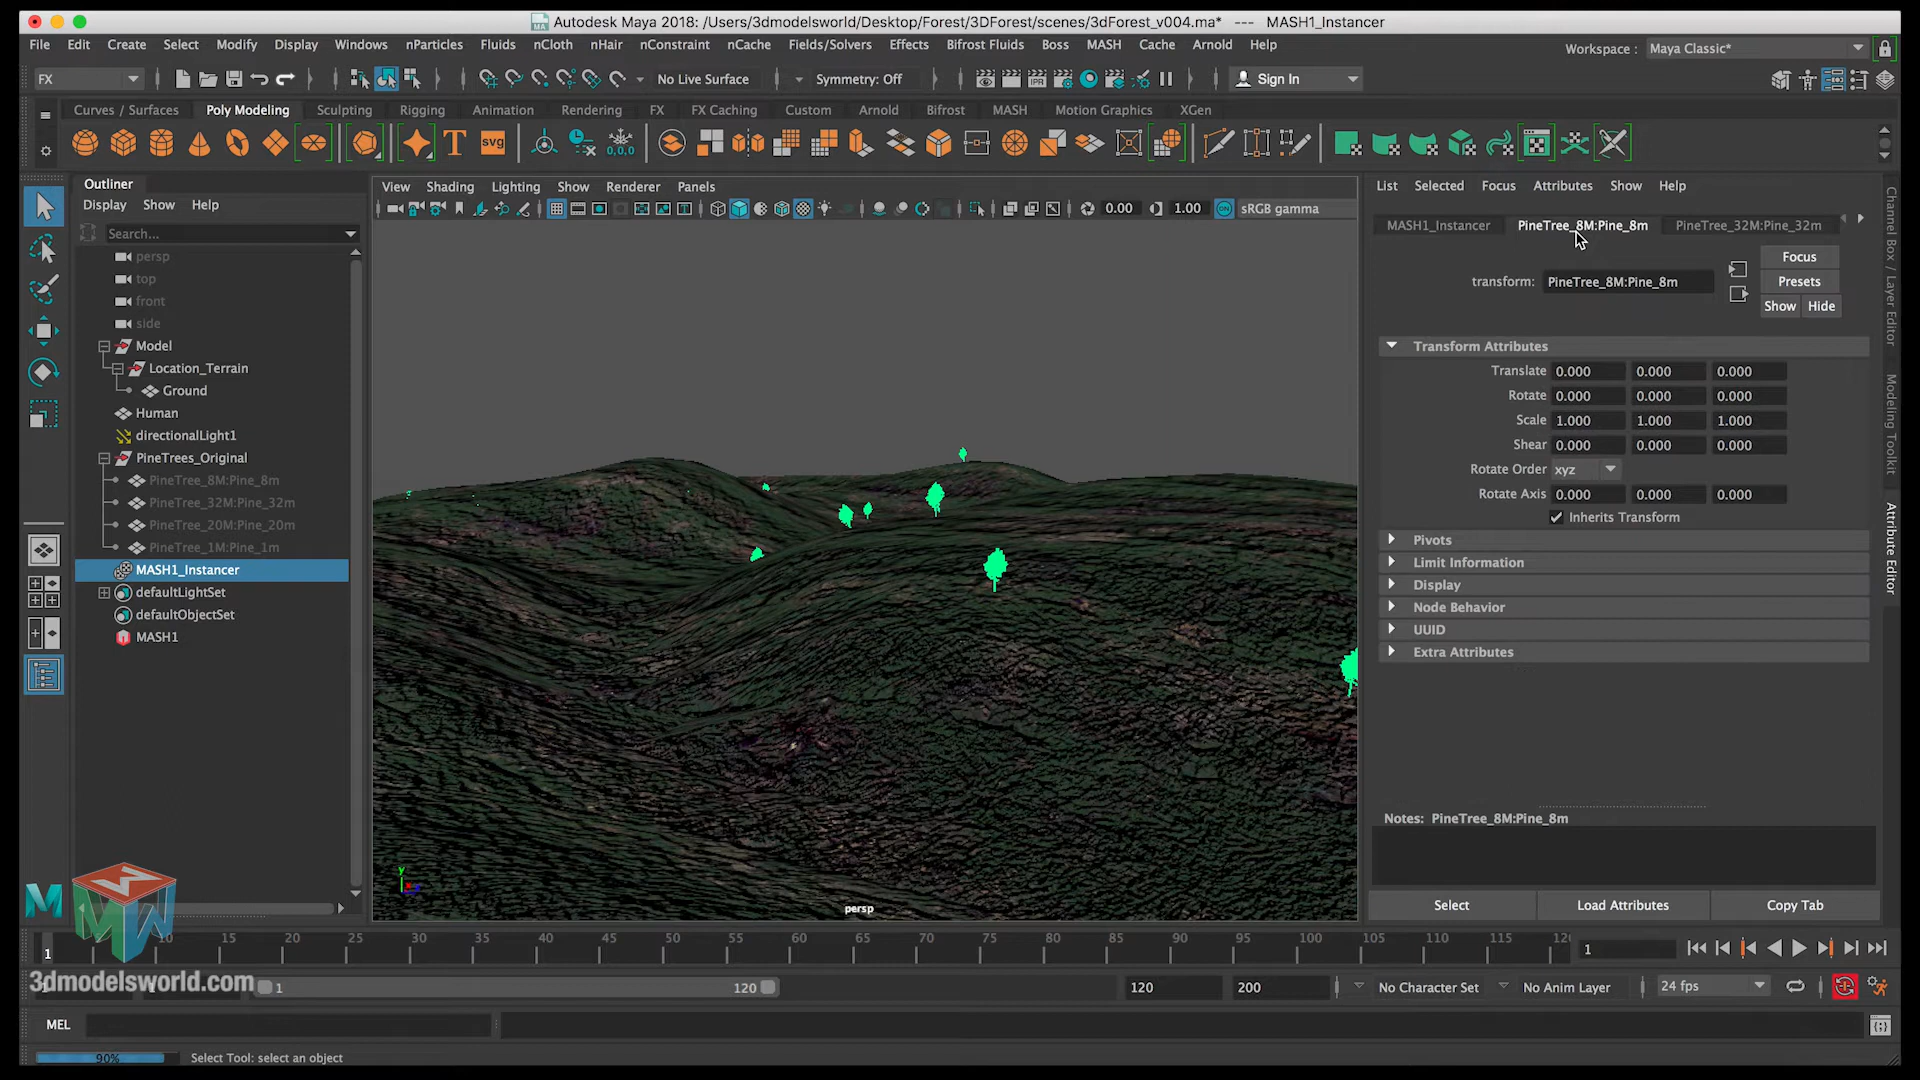 Autodesk Maya 2018: /Users/3dmodelsworld/Desktop/Forest/3DForest/scenes/3dForest_v004.ma* --- MASH1_Instancer
File Edit Create Select Modify Display Windows nParticles Fluids nCloth nHair nConstraint nCache Fields/Solvers Effects Bifrost Fluids Boss MASH Cache Arnold Help
Workspace : Maya Classic*
FX No Live Surface Symmetry: Off IPR Sign In
Curves / Surfaces Poly Modeling Sculpting Rigging Animation Rendering FX FX Caching Custom Arnold Bifrost MASH Motion Graphics XGen
T svg 0,0,0
Outliner
Display Show Help
Search...
persp
top
front
side
Model
Location_Terrain
Ground
Human
directionalLight1
PineTrees_Original
PineTree_8M:Pine_8m
PineTree_32M:Pine_32m
PineTree_20M:Pine_20m
PineTree_1M:Pine_1m
MASH1_Instancer
defaultLightSet
defaultObjectSet
MASH1
View Shading Lighting Show Renderer Panels
0.00 1.00 sRGB gamma
y
persp
List Selected Focus Attributes Show Help
MASH1_Instancer PineTree_8M:Pine_8m PineTree_32M:Pine_32m
transform: PineTree_8M:Pine_8m
Focus
Presets
Show Hide
Transform Attributes
Translate 0.000 0.000 0.000
Rotate 0.000 0.000 0.000
Scale 1.000 1.000 1.000
Shear 0.000 0.000 0.000
Rotate Order xyz
Rotate Axis 0.000 0.000 0.000
Inherits Transform
Pivots
Limit Information
Display
Node Behavior
UUID
Extra Attributes
Notes: PineTree_8M:Pine_8m
Select Load Attributes Copy Tab
Channel Box / Layer Editor
Modeling Toolkit
Attribute Editor
1 10 15 20 25 30 35 40 45 50 55 60 65 70 75 80 85 90 95 100 105 110 115 1
3dmodelsworld.com
1 120 120 200 No Character Set No Anim Layer 24 fps
MEL
90% Select Tool: select an object